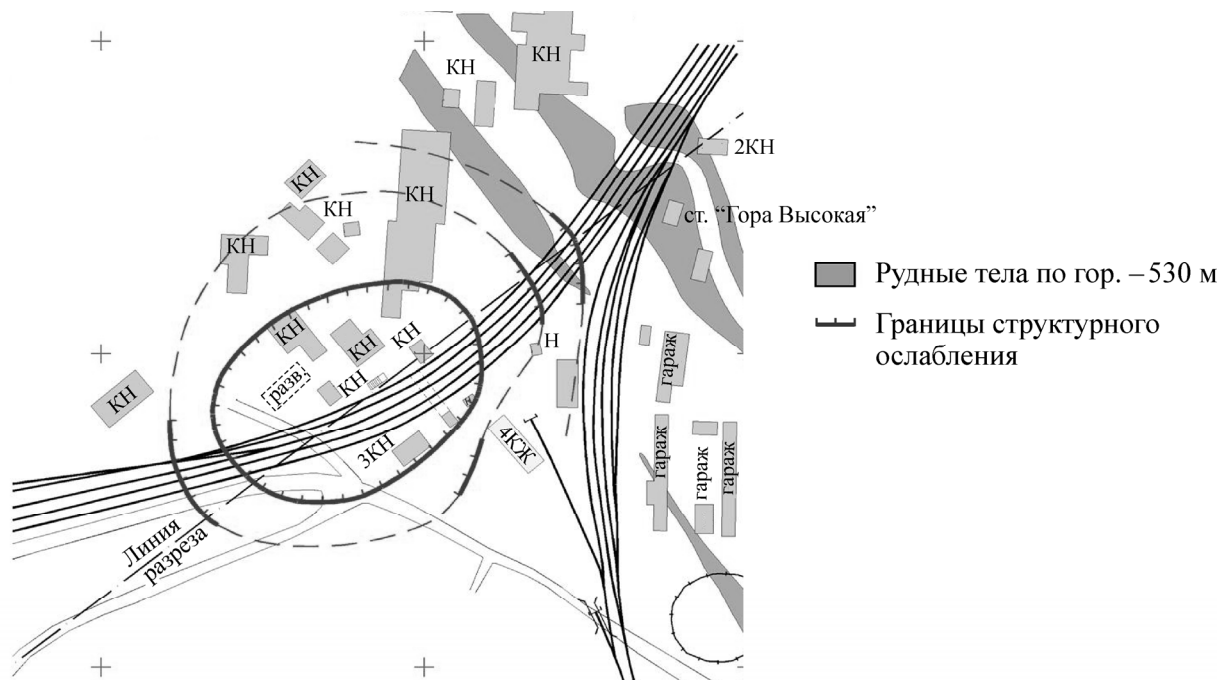 КН
КН
2КН
КН
КН
КН
ст. “Гора Высокая”
КН
Рудные тела по гор. – 530 м
КН
КН
КН
Н
Границы структурного
ослабления
КН
разв.
КН
гараж
3КН
4КЖ
гараж
гараж
гараж
Линия
разреза